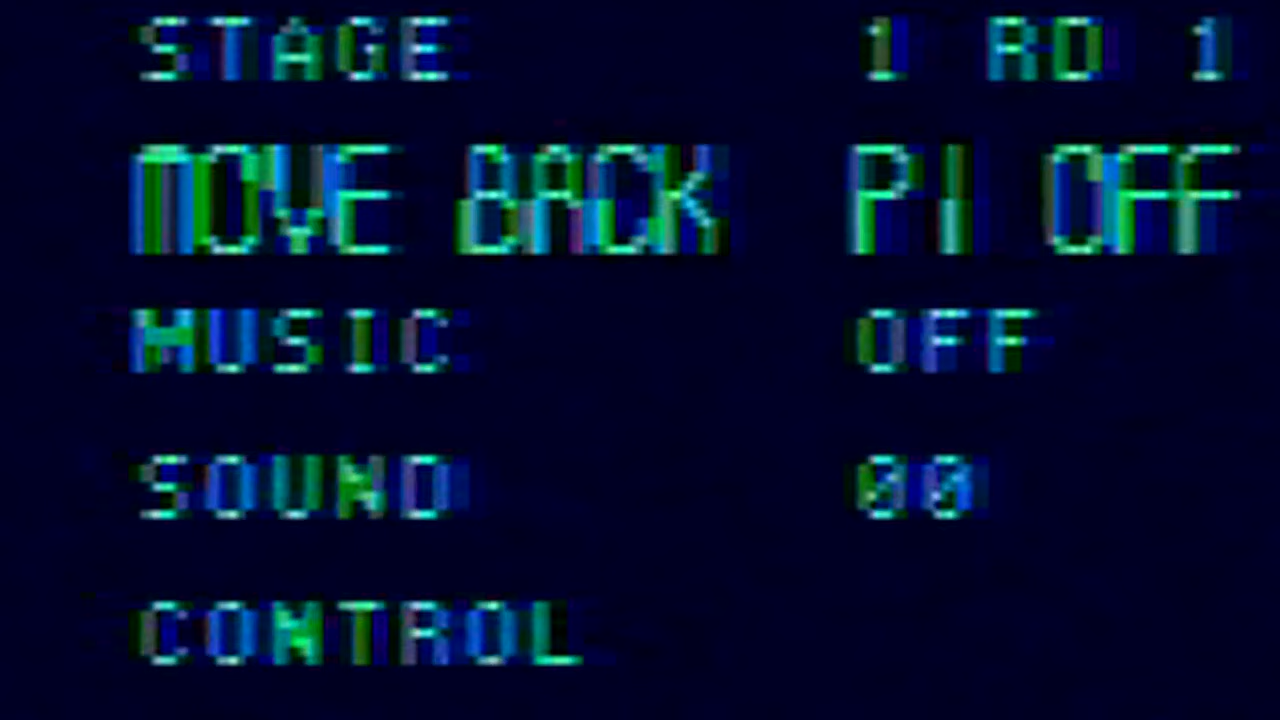 STAGE 1 RD 1
MOVE BACK P1 OFF
MUSIC OFF
SOUND 00
CONTROL